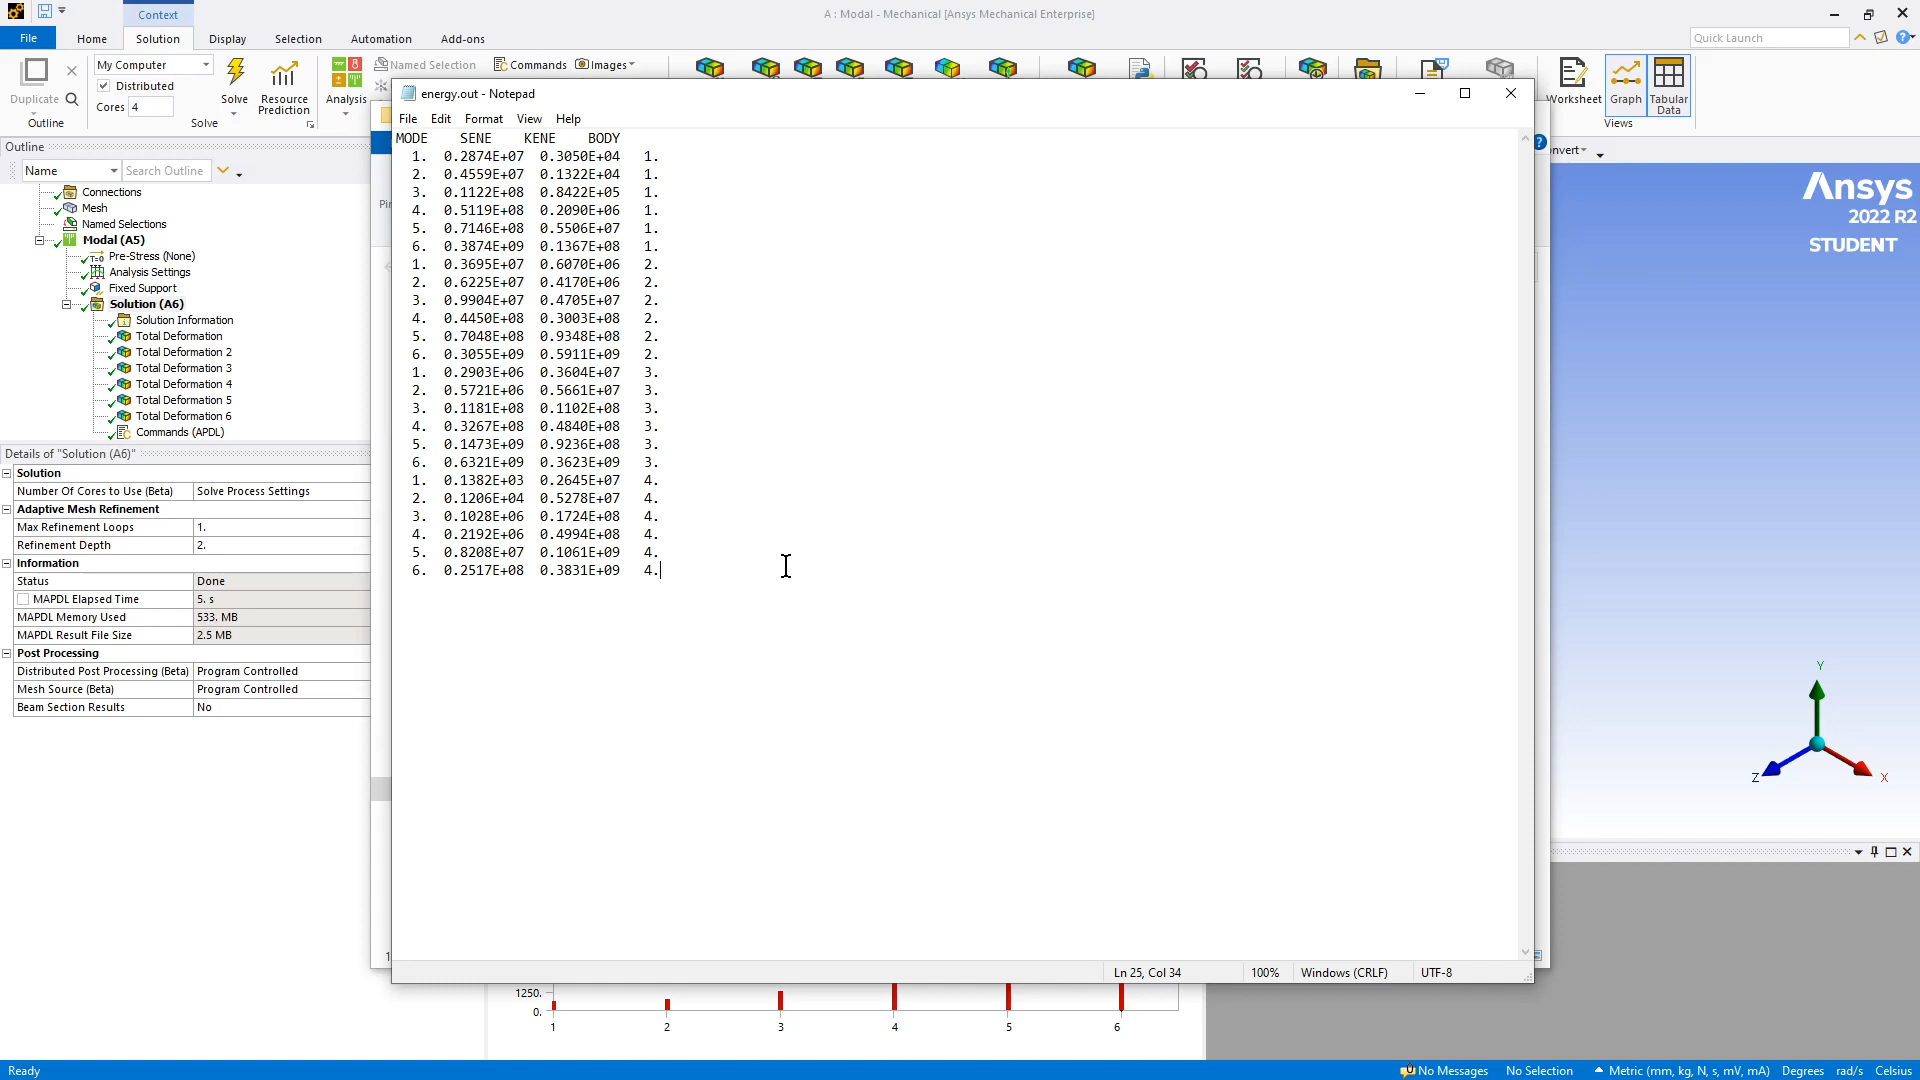 Context
A : Modal - Mechanical [Ansys Mechanical Enterprise]
File Home Solution Display Selection Automation Add-ons
Quick Launch
Duplicate
Outline
My Computer
Distributed
Cores 4
Solve
Resource Prediction
Solve
Analysis
Named Selection
Commands
Images
Worksheet
Graph
Tabular Data
Views
Outline
Name
Search Outline
Connections
Mesh
Named Selections
Modal (A5)
Pre-Stress (None)
Analysis Settings
Fixed Support
Solution (A6)
Solution Information
Total Deformation
Total Deformation 2
Total Deformation 3
Total Deformation 4
Total Deformation 5
Total Deformation 6
Commands (APDL)
Details of "Solution (A6)"
Solution
Number Of Cores to Use (Beta) Solve Process Settings
Adaptive Mesh Refinement
Max Refinement Loops 1.
Refinement Depth 2.
Information
Status Done
MAPDL Elapsed Time 5. s
MAPDL Memory Used 533. MB
MAPDL Result File Size 2.5 MB
Post Processing
Distributed Post Processing (Beta) Program Controlled
Mesh Source (Beta) Program Controlled
Beam Section Results No
energy.out - Notepad
File Edit Format View Help
MODE SENE KENE BODY
1. 0.2874E+07 0.3050E+04 1.
2. 0.4559E+07 0.1322E+04 1.
3. 0.1122E+08 0.8422E+05 1.
4. 0.5119E+08 0.2090E+06 1.
5. 0.7146E+08 0.5506E+07 1.
6. 0.3874E+09 0.1367E+08 1.
1. 0.3695E+07 0.6070E+06 2.
2. 0.6225E+07 0.4170E+06 2.
3. 0.9904E+07 0.4705E+07 2.
4. 0.4450E+08 0.3003E+08 2.
5. 0.7048E+08 0.9348E+08 2.
6. 0.3055E+09 0.5911E+09 2.
1. 0.2903E+06 0.3604E+07 3.
2. 0.5721E+06 0.5661E+07 3.
3. 0.1181E+08 0.1102E+08 3.
4. 0.3267E+08 0.4840E+08 3.
5. 0.1473E+09 0.9236E+08 3.
6. 0.6321E+09 0.3623E+09 3.
1. 0.1382E+03 0.2645E+07 4.
2. 0.1206E+04 0.5278E+07 4.
3. 0.1028E+06 0.1724E+08 4.
4. 0.2192E+06 0.4994E+08 4.
5. 0.8208E+07 0.1061E+09 4.
6. 0.2517E+08 0.3831E+09 4.
Ln 25, Col 34 100% Windows (CRLF) UTF-8
nvert
Pir
Ansys
2022 R2
STUDENT
Y
Z X
1250.
0.
1 2 3 4 5 6
Ready
No Messages No Selection Metric (mm, kg, N, s, mV, mA) Degrees rad/s Celsius